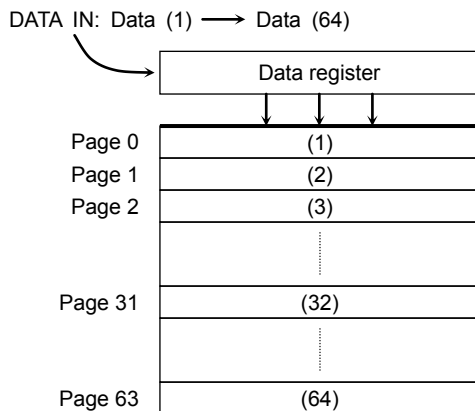 DATA IN: Data (1) Data (64)
Data register
Page 0 (1)
Page 1 (2)
Page 2 (3)
Page 31 (32)
Page 63 (64)